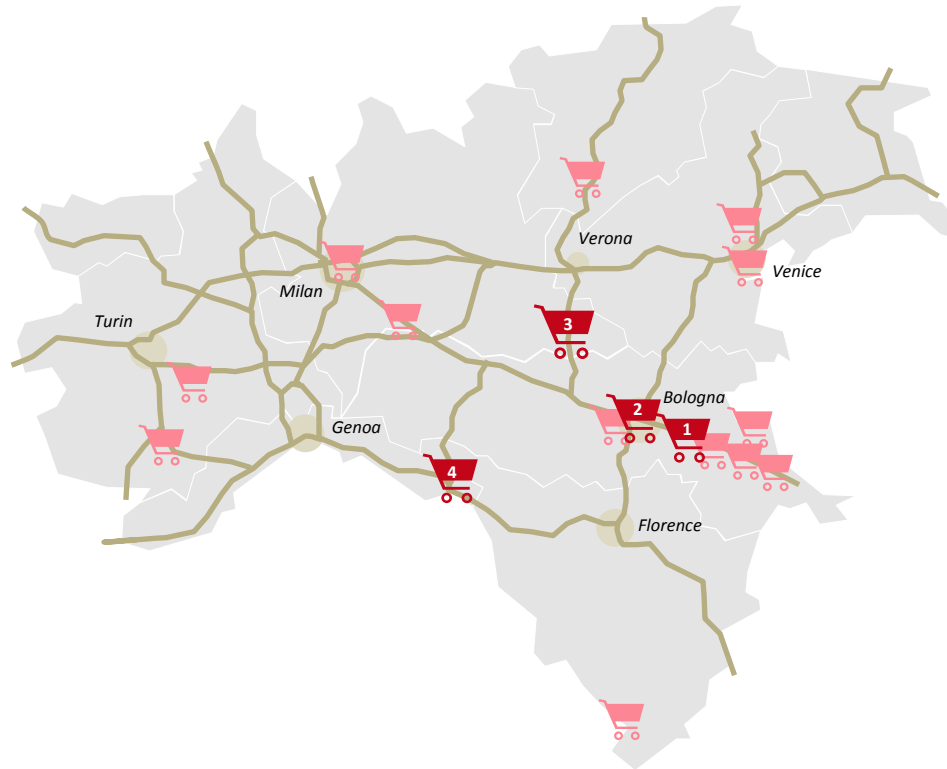 Verona
Venice
Milan
Turin
3
Bologna
2
1
Genoa
4
Florence